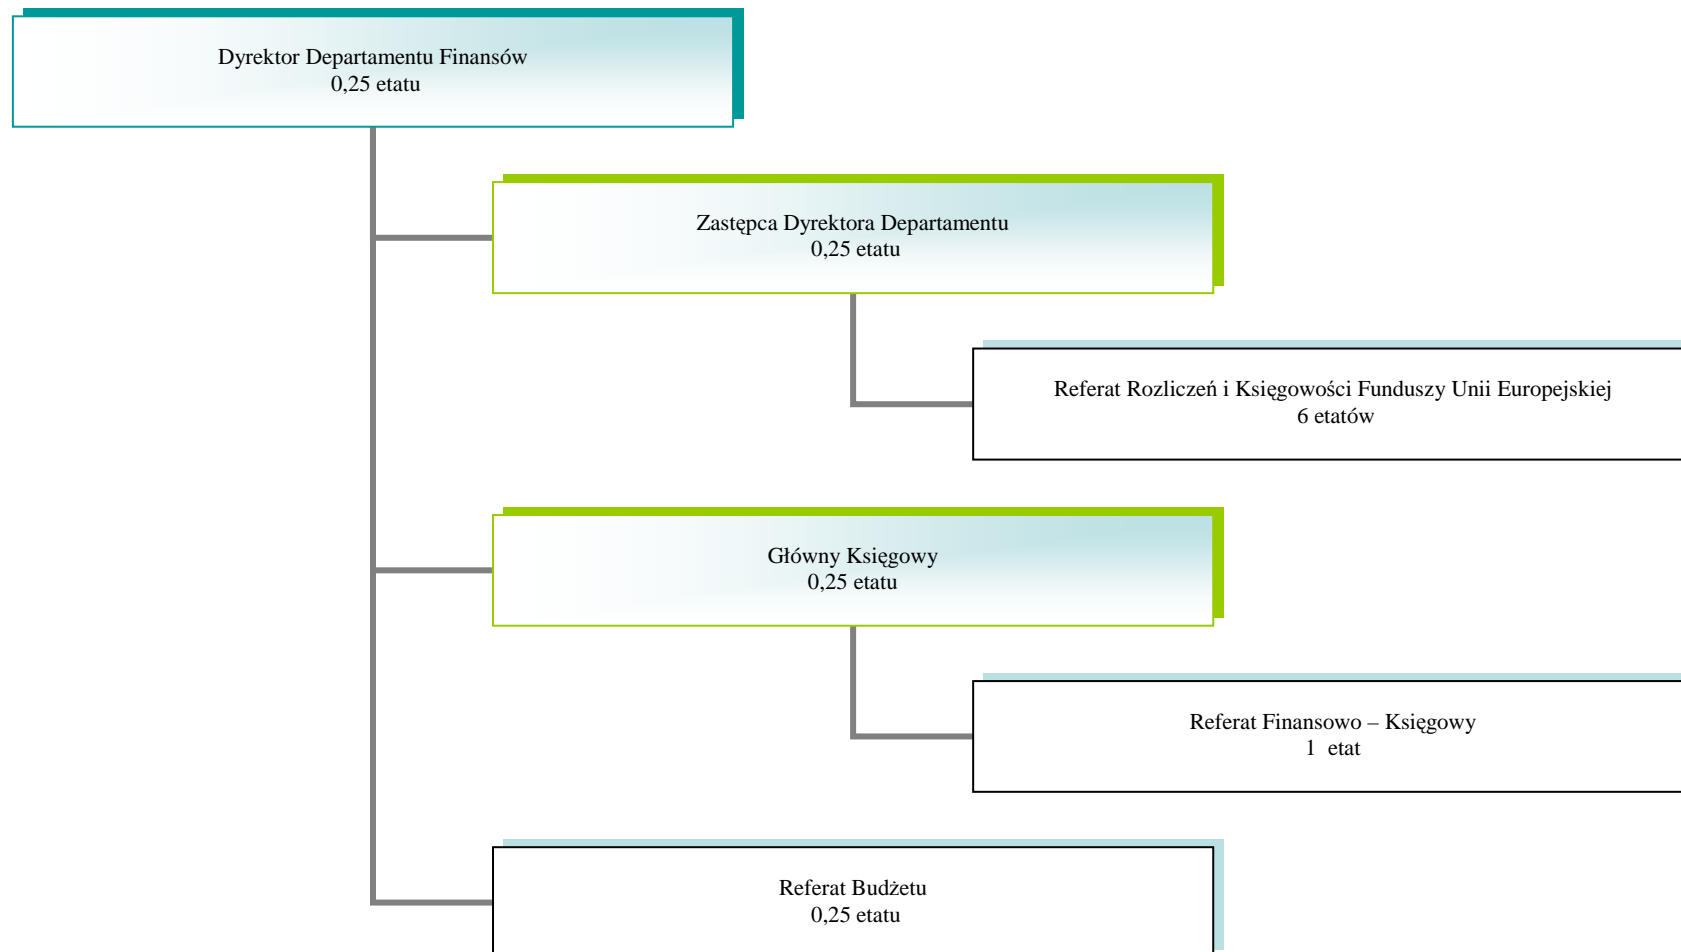 Dyrektor Departamentu Finansów
0,25 etatu
Zastępca Dyrektora Departamentu
0,25 etatu
Referat Rozliczeń i Księgowości Funduszy Unii Europejskiej
6 etatów
Główny Księgowy
0,25 etatu
Referat Finansowo – Księgowy
1 etat
Referat Budżetu
0,25 etatu